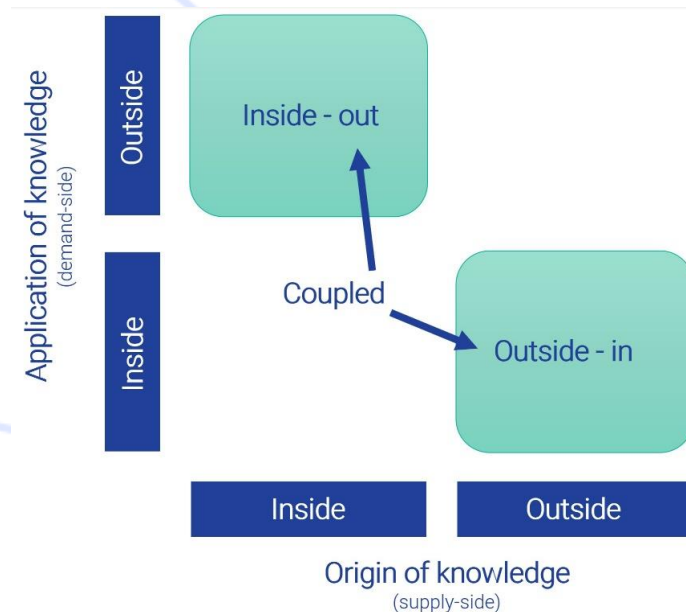 Application of knowledge
(demand-side)
Outside
Inside
Inside - out
Coupled
Outside - in
Inside
Outside
Origin of knowledge
(supply-side)